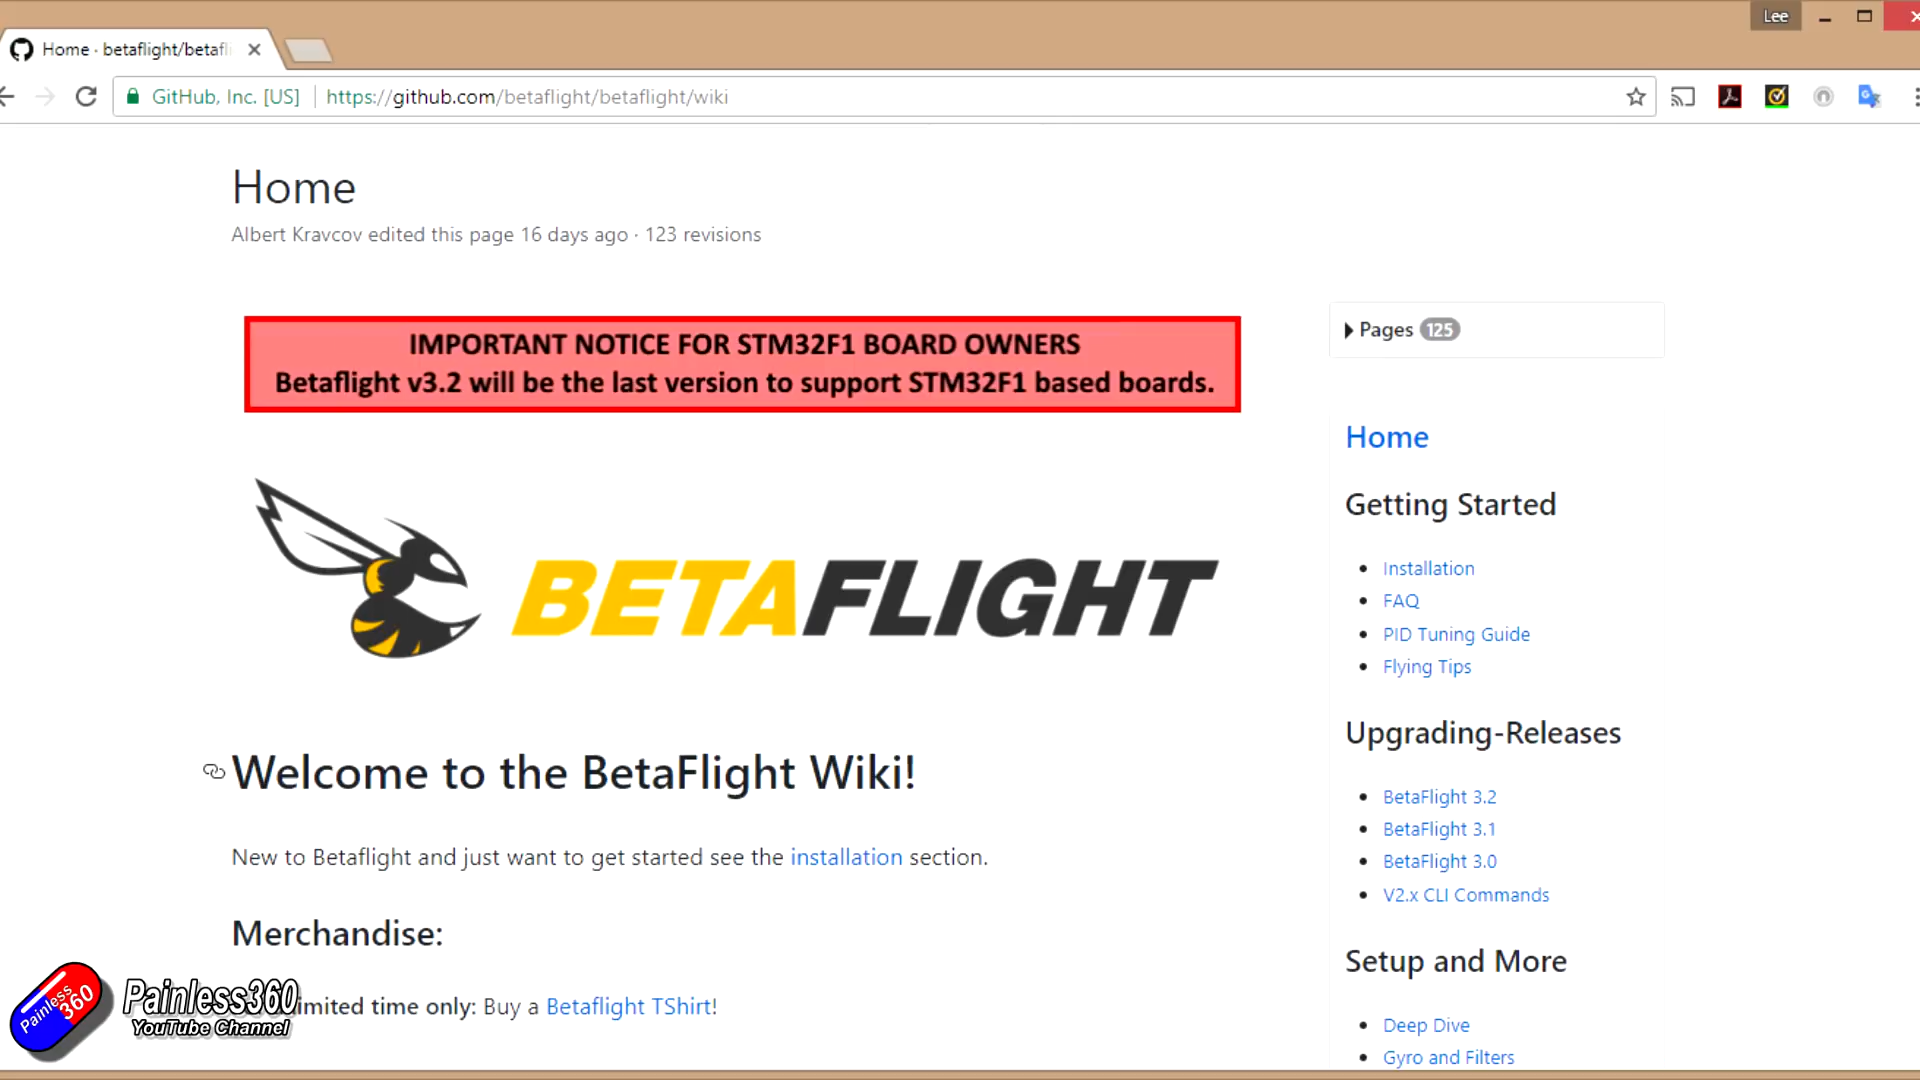 Lee
Home · betaflight/betafl
GitHub, Inc. [US] https://github.com/betaflight/betaflight/wiki
Home
Albert Kravcov edited this page 16 days ago · 123 revisions
IMPORTANT NOTICE FOR STM32F1 BOARD OWNERS
Betaflight v3.2 will be the last version to support STM32F1 based boards.
Pages 125
Home
Getting Started
Installation
FAQ
PID Tuning Guide
Flying Tips
BETAFLIGHT
Upgrading-Releases
BetaFlight 3.2
BetaFlight 3.1
BetaFlight 3.0
V2.x CLI Commands
Welcome to the BetaFlight Wiki!
New to Betaflight and just want to get started see the installation section.
Merchandise:
imited time only: Buy a Betaflight TShirt!
Setup and More
Deep Dive
Gyro and Filters
Painless 360
Painless360
YouTube Channel